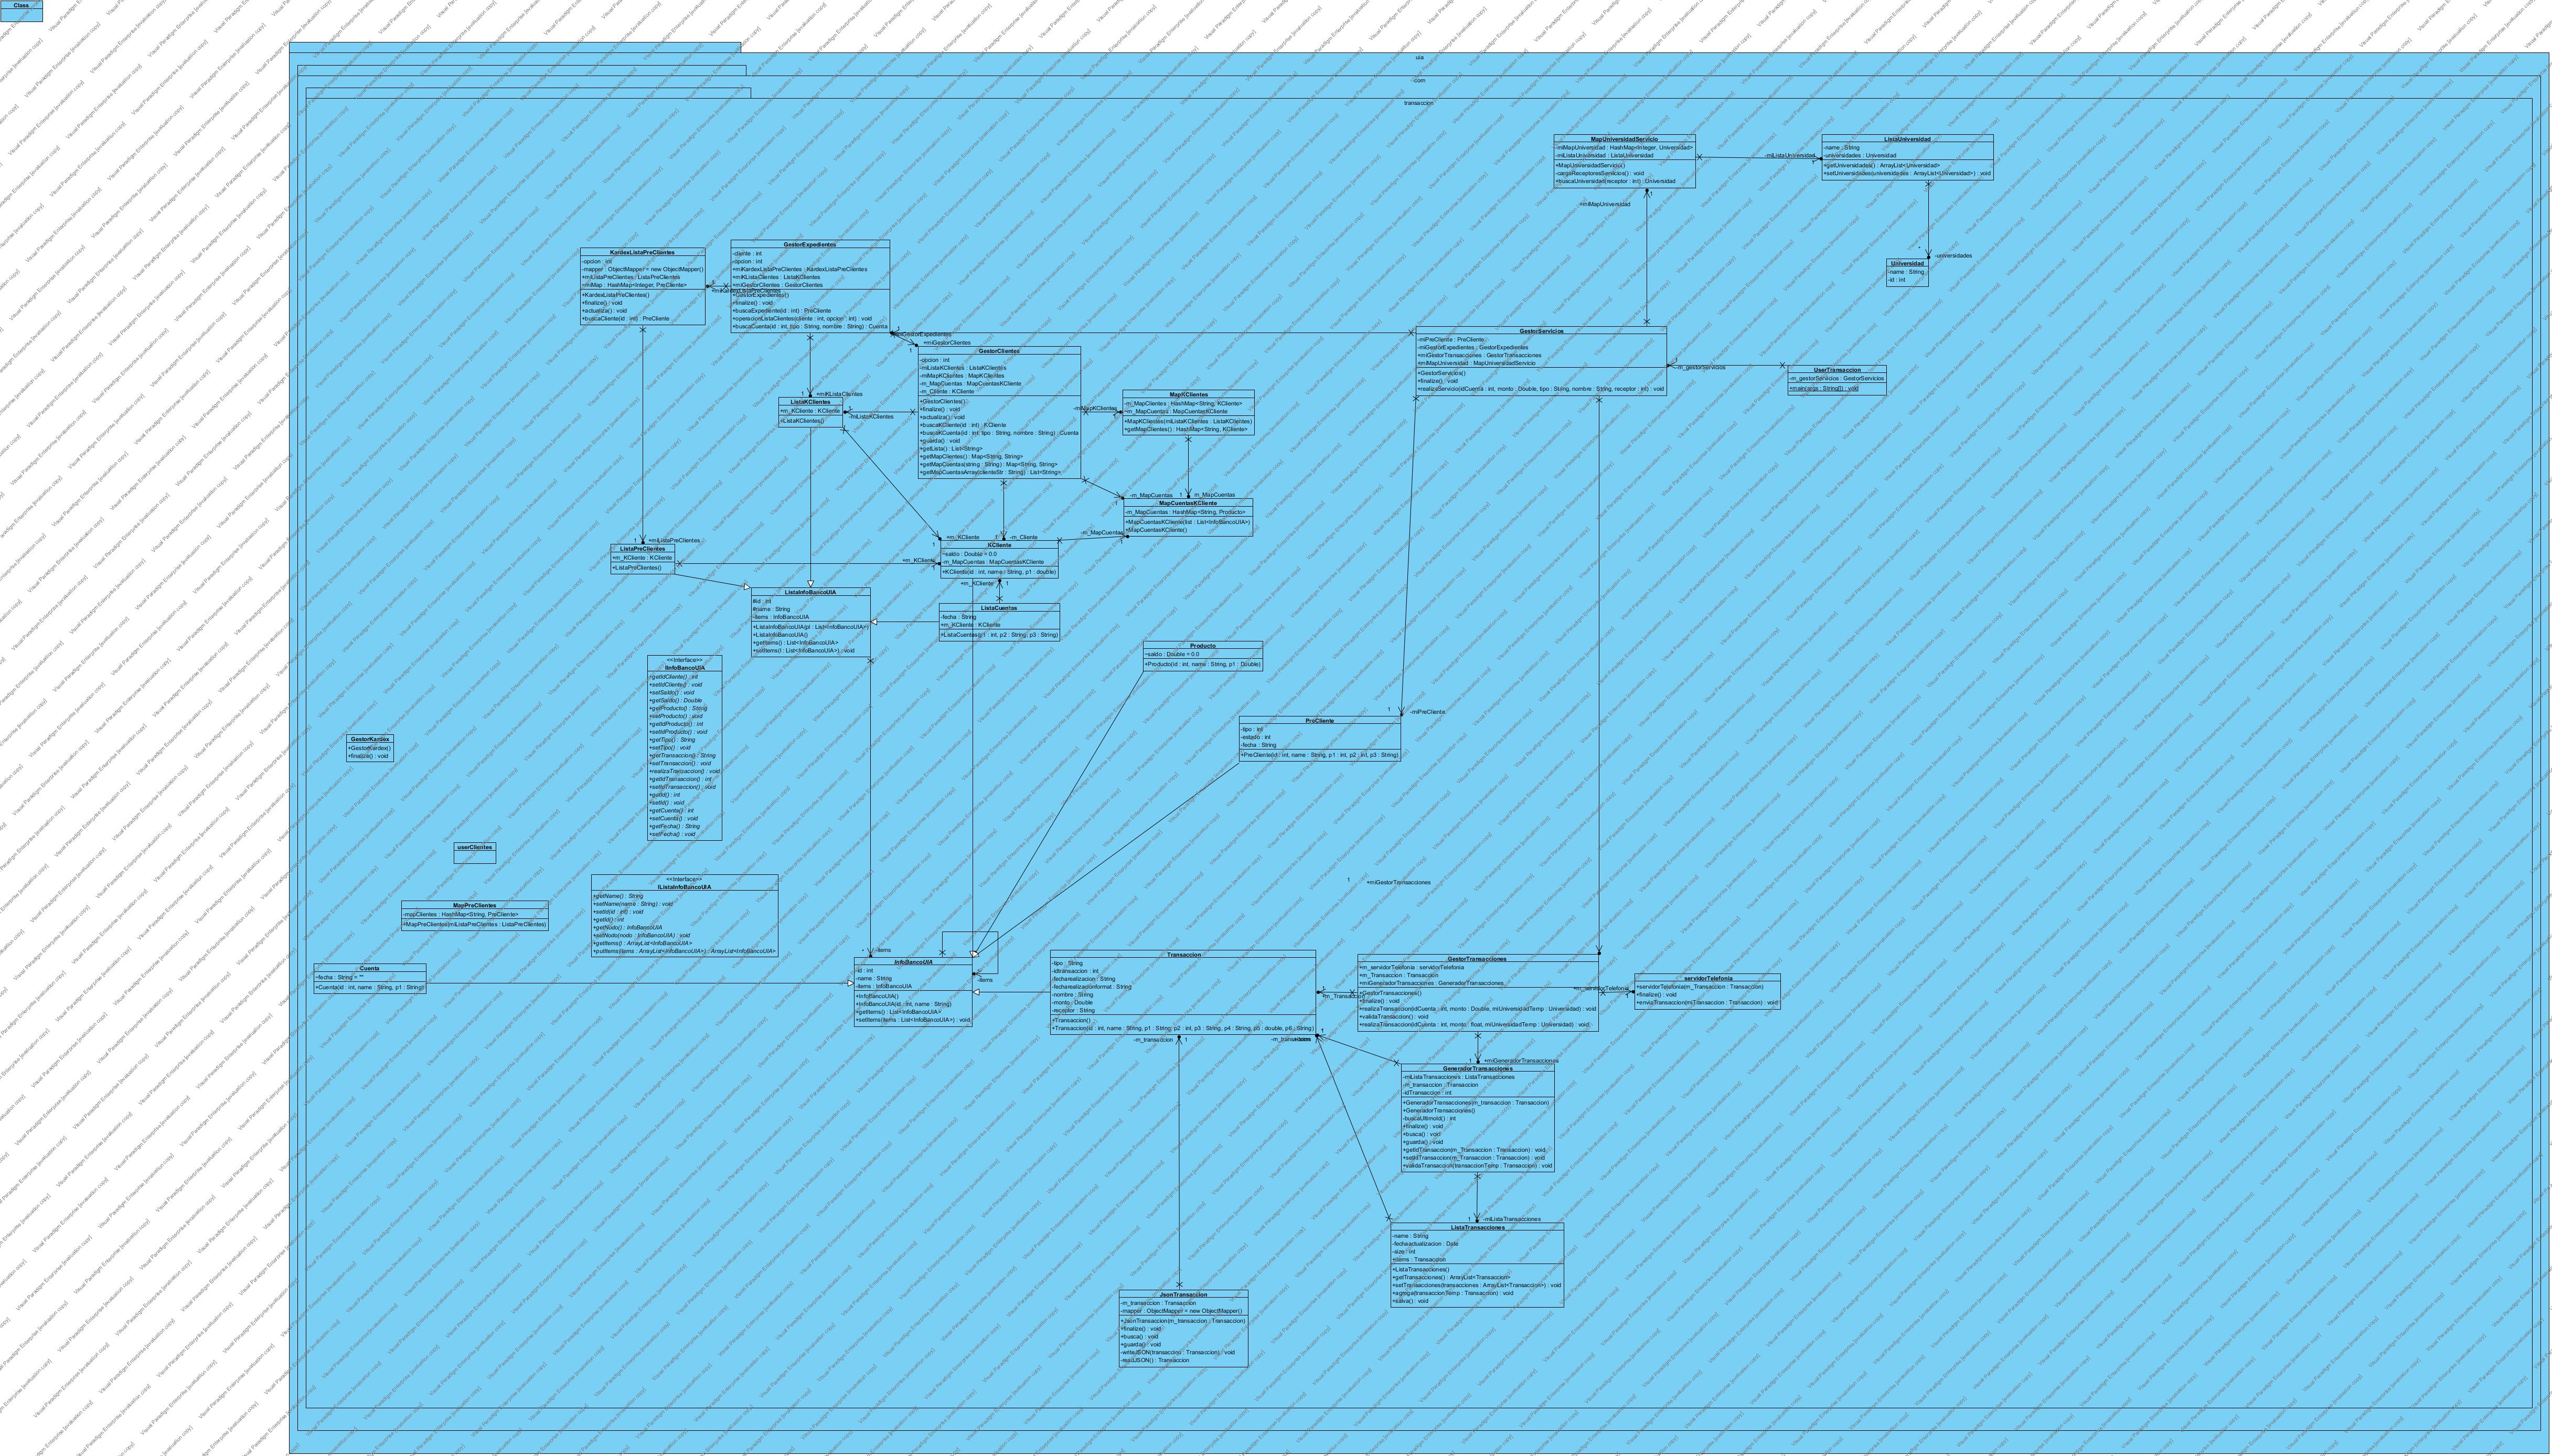 Class
uia
com
transaccion
MapUniversidadServicio
-miMapUniversidad : HashMap<Integer, Universidad>
-miListaUniversidad : ListaUniversidad
+MapUniversidadServicio()
-cargaReceptoresServicios() : void
+buscaUniversidad(receptor : int) : Universidad
-miListaUniversidad
1
ListaUniversidad
-name : String
-universidades : Universidad
+getUniversidades() : ArrayList<Universidad>
+setUniversidades(universidades : ArrayList<Universidad>) : void
1
+miMapUniversidad
*
-universidades
Universidad
-name : String
-id : int
KardexListaPreClientes
-opcion : int
-mapper : ObjectMapper = new ObjectMapper()
+miListaPreClientes : ListaPreClientes
-miMap : HashMap<Integer, PreCliente>
+KardexListaPreClientes()
+finalize() : void
+actualiza() : void
+buscaCliente(id : int) : PreCliente
+miKardexListaPreClientes
GestorExpedientes
-cliente : int
-opcion : int
+miKardexListaPreClientes : KardexListaPreClientes
+miKListaClientes : ListaKClientes
+miGestorClientes : GestorClientes
+GestorExpedientes()
+finalize() : void
+buscaExpediente(id : int) : PreCliente
+operacionListaClientes(cliente : int, opcion : int) : void
+buscaCuenta(id : int, tipo : String, nombre : String) : Cuenta
-miGestorExpedientes
1
+miGestorClientes
1
GestorClientes
-opcion : int
-miListaKClientes : ListaKClientes
-miMapKClientes : MapKClientes
-m_MapCuentas : MapCuentasKCliente
-m_Cliente : KCliente
+GestorClientes()
+finalize() : void
+actualiza() : void
+buscaKCliente(id : int) : KCliente
+buscaKCuenta(id : int, tipo : String, nombre : String) : Cuenta
+guarda() : void
+getLista() : List<String>
+getMapClientes() : Map<String, String>
+getMapCuentas(string : String) : Map<String, String>
+getMapCuentasArray(clienteStr : String) : List<String>
GestorServicios
-miPreCliente : PreCliente
-miGestorExpedientes : GestorExpedientes
+miGestorTransacciones : GestorTransacciones
+miMapUniversidad : MapUniversidadServicio
+GestorServicios()
+finalize() : void
+realizaServicio(idCuenta : int, monto : Double, tipo : String, nombre : String, receptor : int) : void
1
-m_gestorServicios
UserTransaccion
-m_gestorServicios : GestorServicios
+main(args : String[]) : void
1
+miKListaClientes
ListaKClientes
+m_KCliente : KCliente
+ListaKClientes()
1
-miListaKClientes
-miMapKClientes
1
MapKClientes
-m_MapClientes : HashMap<String, KCliente>
-m_MapCuentas : MapCuentasKCliente
+MapKClientes(miListaKClientes : ListaKClientes)
+getMapClientes() : HashMap<String, KCliente>
-m_MapCuentas
1
1
m_MapCuentas
MapCuentasKCliente
-m_MapCuentas : HashMap<String, Producto>
+MapCuentasKCliente(list : List<InfoBancoUIA>)
+MapCuentasKCliente()
-m_MapCuentas
1
+m_KCliente
1
1
-m_Cliente
KCliente
~saldo : Double = 0.0
-m_MapCuentas : MapCuentasKCliente
+KCliente(id : int, name : String, p1 : double)
1
+miListaPreClientes
ListaPreClientes
+m_KCliente : KCliente
+ListaPreClientes()
+m_KCliente
1
+m_KCliente
1
ListaCuentas
-fecha : String
+m_KCliente : KCliente
+ListaCuentas(p1 : int, p2 : String, p3 : String)
ListaInfoBancoUIA
#id : int
#name : String
-items : InfoBancoUIA
+ListaInfoBancoUIA(pl : List<InfoBancoUIA>)
+ListaInfoBancoUIA()
+getItems() : List<InfoBancoUIA>
+setItems() : List<InfoBancoUIA>) : void
Producto
~saldo : Double = 0.0
+Producto(id : int, name : String, p1 : Double)
<<Interface>>
IInfoBancoUIA
+getIdCliente() : int
+setIdCliente() : void
+setSaldo() : void
+getSaldo() : Double
+getProducto() : String
+setProducto() : void
+getIdProducto() : int
+setIdProducto() : void
+getTipo() : String
+setTipo() : void
+getTransaccion() : String
+setTransaccion() : void
+realizaTransaccion() : void
+getIdTransaccion() : int
+setIdTransaccion() : void
+getId() : int
+setId() : void
+getCuenta() : int
+setCuenta() : void
+getFecha() : String
+setFecha() : void
1
-miPreCliente
PreCliente
-tipo : int
-estado : int
-fecha : String
+PreCliente(id : int, name : String, p1 : int, p2 : int, p3 : String)
GestorKardex
+GestorKardex()
+finalize() : void
userClientes
1
+miGestorTransacciones
<<Interface>>
IListaInfoBancoUIA
+getName() : String
+setName(name : String) : void
+setId(id : int) : void
+getId() : int
+getNodo() : InfoBancoUIA
+setNodo(nodo : InfoBancoUIA) : void
+getItems() : ArrayList<InfoBancoUIA>
+putItems(items : ArrayList<InfoBancoUIA>) : ArrayList<InfoBancoUIA>
MapPreClientes
-mapClientes : HashMap<String, PreCliente>
+MapPreClientes(miListaPreClientes : ListaPreClientes)
Cuenta
~fecha : String = ""
+Cuenta(id : int, name : String, p1 : String)
*
-items
InfoBancoUIA
-id : int
-name : String
-items : InfoBancoUIA
+InfoBancoUIA()
+InfoBancoUIA(id : int, name : String)
+getItems() : List<InfoBancoUIA>
+setItems(items : List<InfoBancoUIA>) : void
-items
Transaccion
-tipo : String
-idtransaccion : int
-fecharealizacion : String
-fecharealizacionformat : String
-nombre : String
-monto : Double
-receptor : String
+Transaccion()
+Transaccion(id : int, name : String, p1 : String, p2 : int, p3 : String, p4 : String, p5 : double, p6 : String)
1
+m_Transaccion
GestorTransacciones
+m_servidorTelefonia : servidorTelefonia
+m_Transaccion : Transaccion
+miGeneradorTransacciones : GeneradorTransacciones
+GestorTransacciones()
+finalize() : void
+realizaTransaccion(idCuenta : int, monto : Double, miUniversidadTemp : Universidad) : void
+validaTransaccion() : void
+realizaTransaccion(idCuenta : int, monto : float, miUniversidadTemp : Universidad) : void
+m_servidorTelefonia
1
servidorTelefonia
+servidorTelefonia(m_Transaccion : Transaccion)
+finalize() : void
+enviaTransaccion(miTransaccion : Transaccion) : void
-m_transaccion
1
-m_transaccion
1
1
+miGeneradorTransacciones
GeneradorTransacciones
-miListaTransacciones : ListaTransacciones
-m_transaccion : Transaccion
-idTransaccion : int
+GeneradorTransacciones(m_transaccion : Transaccion)
+GeneradorTransacciones()
-buscaUltimoId() : int
+finalize() : void
+busca() : void
+guarda() : void
+getIdTransaccion(m_Transaccion : Transaccion) : void
+setIdTransaccion(m_Transaccion : Transaccion) : void
+validaTransaccion(transaccionTemp : Transaccion) : void
1
-miListaTransacciones
ListaTransacciones
-name : String
-fechaactualizacion : Date
-size : int
+items : Transaccion
+ListaTransacciones()
+getTransacciones() : ArrayList<Transaccion>
+setTransacciones(transacciones : ArrayList<Transaccion>) : void
+agrega(transaccionTemp : Transaccion) : void
+salva() : void
JsonTransaccion
-m_transaccion : Transaccion
-mapper : ObjectMapper = new ObjectMapper()
+JsonTransaccion(m_transaccion : Transaccion)
+finalize() : void
+busca() : void
+guarda() : void
-writeJSON(transaccion : Transaccion) : void
-readJSON() : Transaccion
Visual Paradigm Enterprise [evaluation copy]